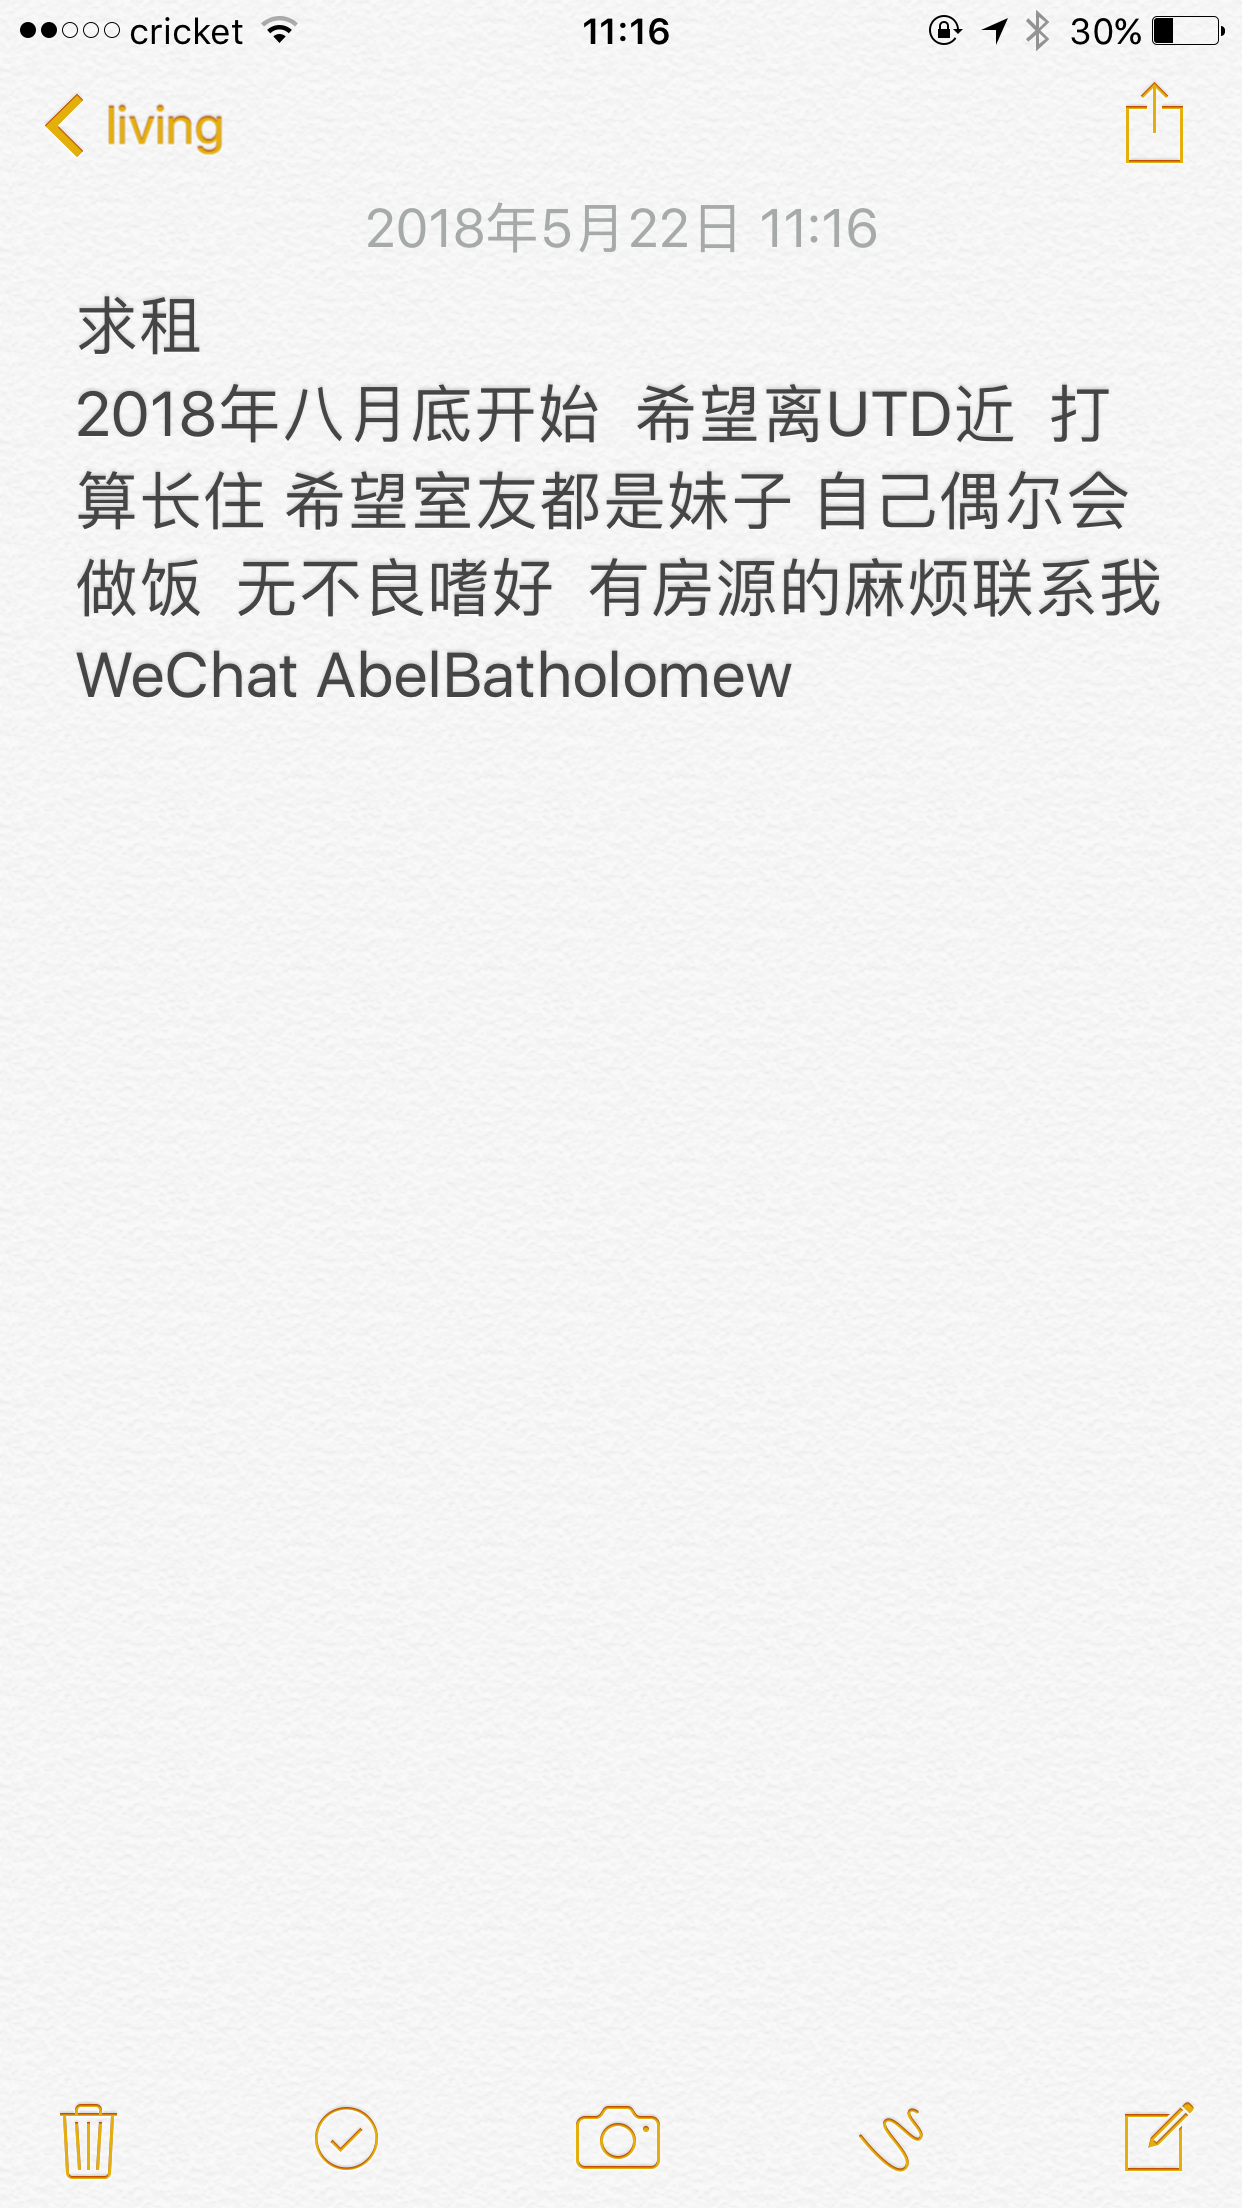 cricket 11:16 30%
living
2018年5月22日 11:16
求租
2018年八月底开始  希望离UTD近  打
算长住 希望室友都是妹子 自己偶尔会
做饭  无不良嗜好  有房源的麻烦联系我
WeChat AbelBatholomew